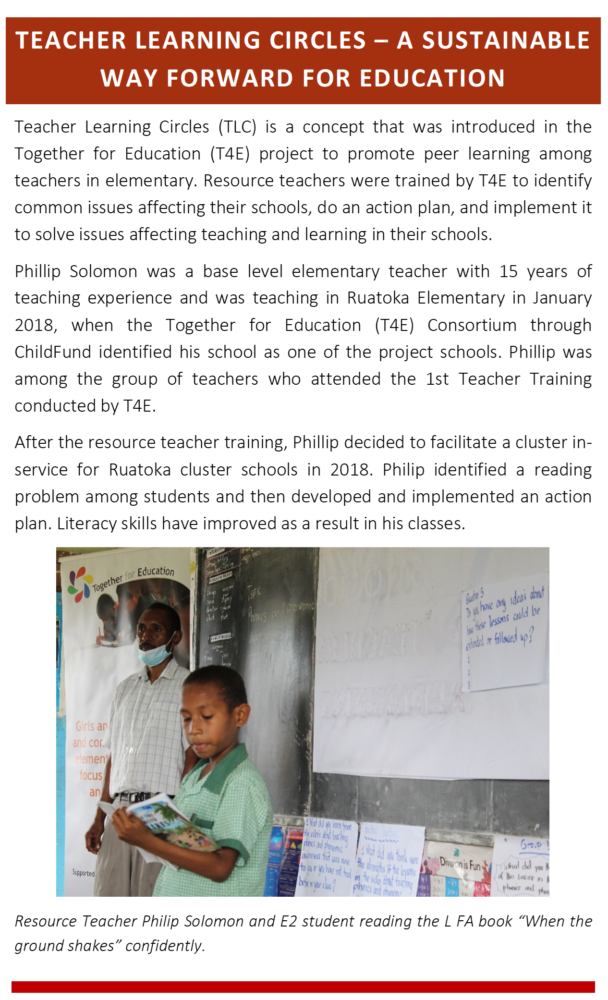 TEACHER LEARNING CIRCLES – A SUSTAINABLE
WAY FORWARD FOR EDUCATION
Teacher Learning Circles (TLC) is a concept that was introduced in the
Together for Education (T4E) project to promote peer learning among
teachers in elementary. Resource teachers were trained by T4E to identify
common issues affecting their schools, do an action plan, and implement it
to solve issues affecting teaching and learning in their schools.
Phillip Solomon was a base level elementary teacher with 15 years of
teaching experience and was teaching in Ruatoka Elementary in January
2018, when the Together for Education (T4E) Consortium through
ChildFund identified his school as one of the project schools. Phillip was
among the group of teachers who attended the 1st Teacher Training
conducted by T4E.
After the resource teacher training, Phillip decided to facilitate a cluster in-
service for Ruatoka cluster schools in 2018. Philip identified a reading
problem among students and then developed and implemented an action
plan. Literacy skills have improved as a result in his classes.
Together for Education
Girls an
and cor
element
focus
an
Supported
Topic
Phonics and phonemic
Question 3
Do you have any ideas about
how these lessons could be
extended or followed up?
1
2
3
What did you learn from
the videos about teaching
phonics and phonemic
awareness that was new
to you or you have not tried
before in your class?
1 What did you think were
the strengths of the lessons
in the video about teaching
phonics and phonemic
Division is Fun
Group
What did you
of the Lessons in
phonics and
Resource Teacher Philip Solomon and E2 student reading the L FA book “When the
ground shakes” confidently.